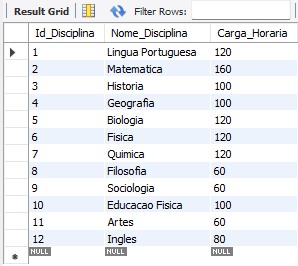 Result Grid Filter Rows:
Id_Disciplina Nome_Disciplina Carga_Horaria
1 Lingua Portuguesa 120
2 Matematica 160
3 Historia 100
4 Geografia 100
5 Biologia 120
6 Fisica 120
7 Quimica 120
8 Filosofia 60
9 Sociologia 60
10 Educacao Fisica 100
11 Artes 60
12 Ingles 80
NULL NULL NULL